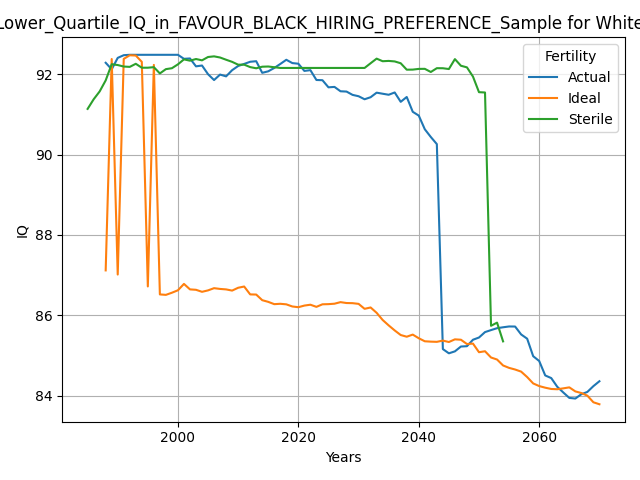 Lower_Quartile_IQ_in_FAVOUR_BLACK_HIRING_PREFERENCE_Sample for White
Fertility
Actual
Ideal
Sterile
92
90
88
86
84
IQ
2000
2020
2040
2060
Years